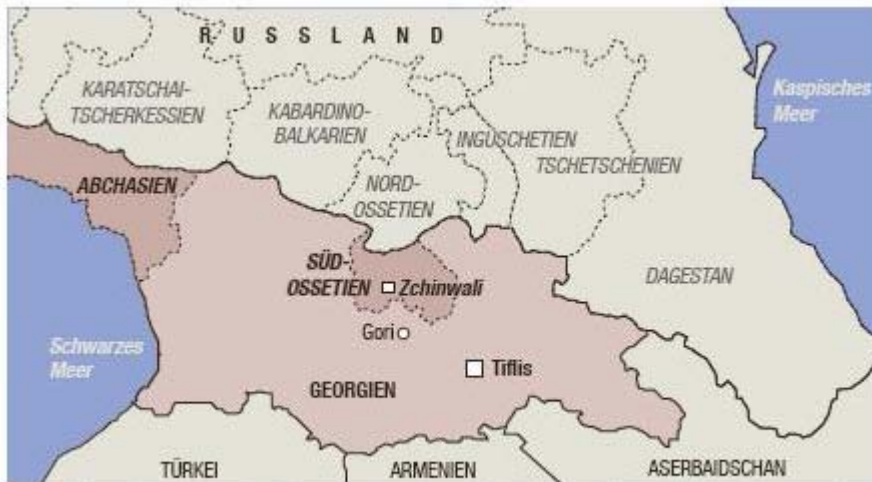 RUSSLAND
KARATSCHAI-
TSCHERKESSIEN
KABARDINO-
BALKARIEN
INGUSCHETIEN
TSCHETSCHENIEN
Kaspisches
Meer
ABCHASIEN
NORD-
OSSETIEN
SÜD-
OSSETIEN
Zchinwali
DAGESTAN
Gori
Schwarzes
Meer
Tiflis
GEORGIEN
TÜRKEI
ARMENIEN
ASERBAIDSCHAN